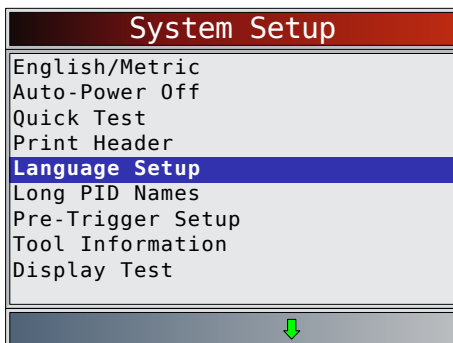 System Setup
English/Metric
Auto-Power Off
Quick Test
Print Header
Language Setup
Long PID Names
Pre-Trigger Setup
Tool Information
Display Test